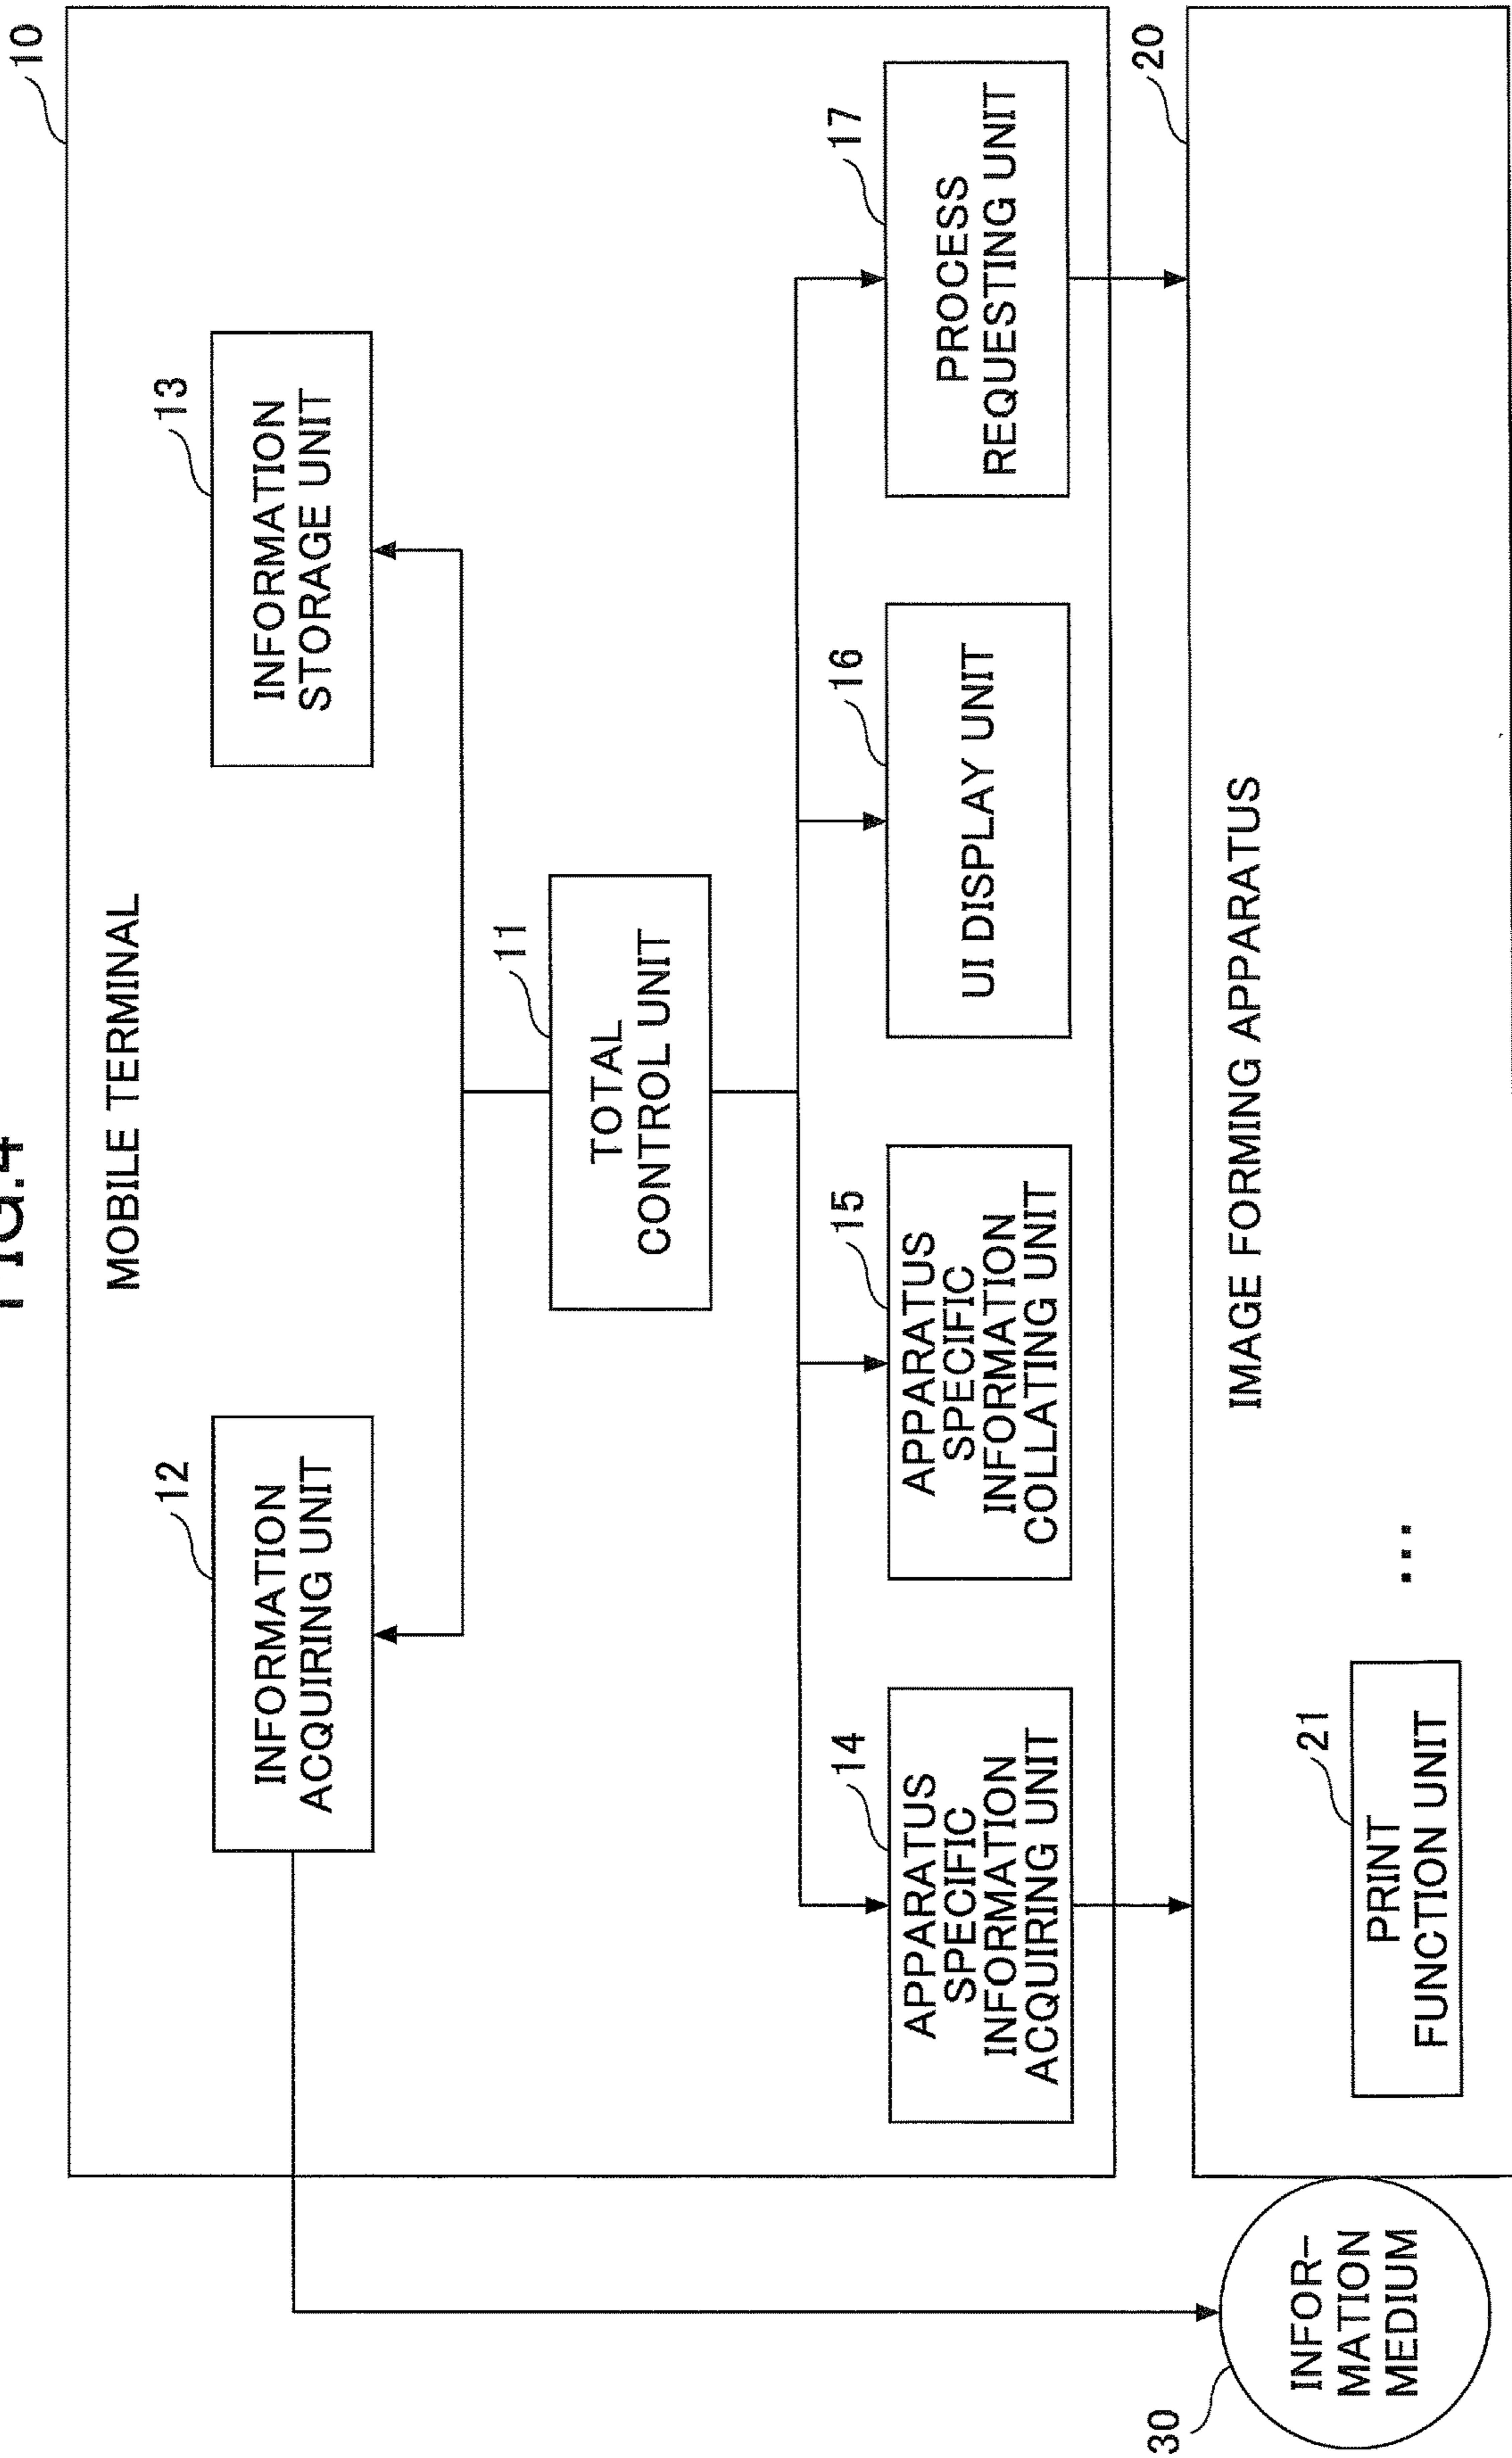 FIG.4
10
MOBILE TERMINAL
12
INFORMATION
ACQUIRING UNIT
13
INFORMATION
STORAGE UNIT
11
TOTAL
CONTROL UNIT
14
APPARATUS
SPECIFIC
INFORMATION
ACQUIRING UNIT
15
APPARATUS
SPECIFIC
INFORMATION
COLLATING UNIT
16
UI DISPLAY UNIT
17
PROCESS
REQUESTING UNIT
20
IMAGE FORMING APPARATUS
30
INFOR-
MATION
MEDIUM
21
PRINT
FUNCTION UNIT
...